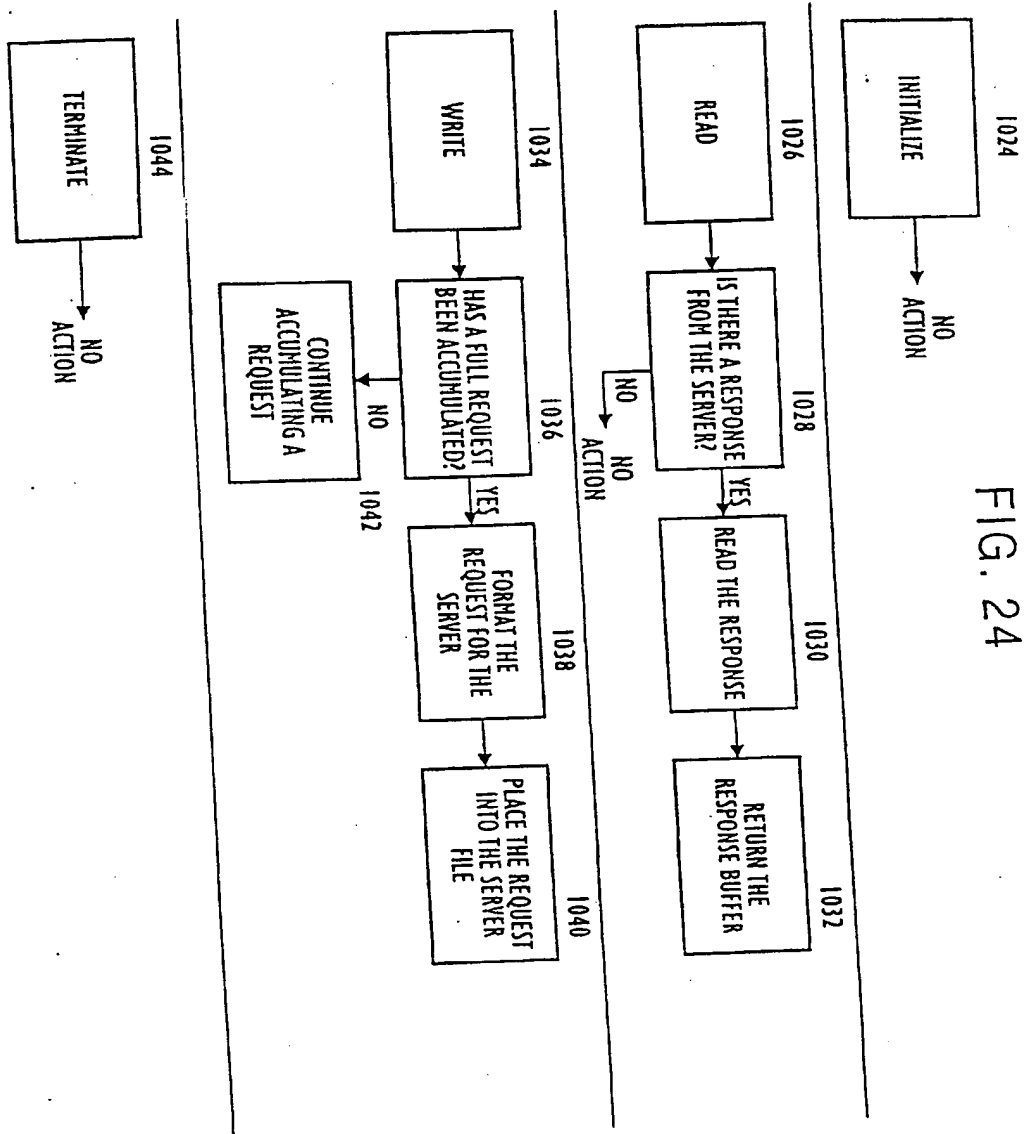 FIG. 24
1024
INITIALIZE
NO
ACTION
1026
READ
1028
IS THERE A RESPONSE
FROM THE SERVER?
YES
NO
NO
ACTION
1030
READ THE RESPONSE
1032
RETURN THE
RESPONSE BUFFER
1034
WRITE
1036
HAS A FULL REQUEST
BEEN ACCUMULATED?
YES
NO
1038
FORMAT THE
REQUEST FOR THE
SERVER
1040
PLACE THE REQUEST
INTO THE SERVER
FILE
1042
CONTINUE
ACCUMULATING A
REQUEST
1044
TERMINATE
NO
ACTION